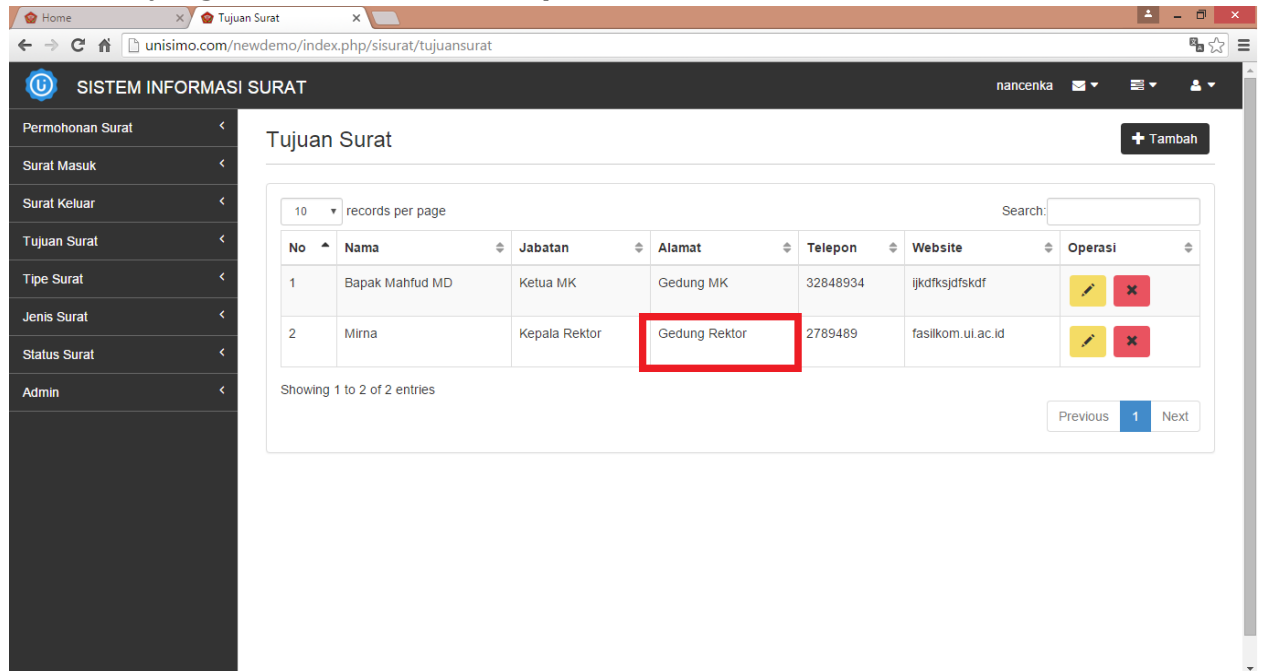 Home
Tujuan Surat
unisimo.com/newdemo/index.php/sisurat/tujuansurat
SISTEM INFORMASI SURAT
nancenka
Permohonan Surat
Surat Masuk
Surat Keluar
Tujuan Surat
Tipe Surat
Jenis Surat
Status Surat
Admin
Tujuan Surat
Tambah
10 records per page
Search:
No Nama Jabatan Alamat Telepon Website Operasi
1 Bapak Mahfud MD Ketua MK Gedung MK 32848934 ijkdfksjdfskdf
2 Mirna Kepala Rektor Gedung Rektor 2789489 fasilkom.ui.ac.id
Showing 1 to 2 of 2 entries
Previous 1 Next